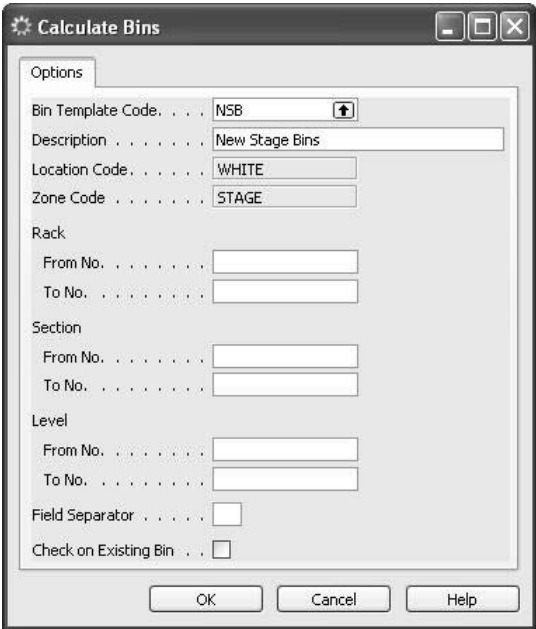 Calculate Bins
Options
Bin Template Code. . . . NSB
Description . . . . . . . New Stage Bins
Location Code. . . . . . WHITE
Zone Code . . . . . . . STAGE
Rack
From No. . . . . . . . .
To No. . . . . . . . . .
Section
From No. . . . . . . . .
To No. . . . . . . . . .
Level
From No. . . . . . . . .
To No. . . . . . . . . .
Field Separator . . . . .
Check on Existing Bin . .
OK Cancel Help